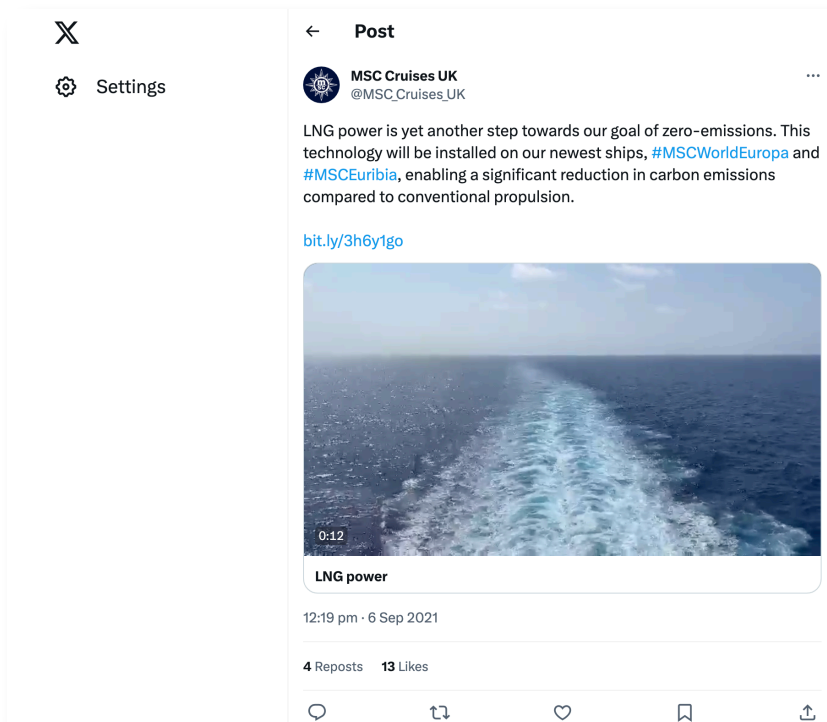 Post
Settings
MSC Cruises UK
@MSC_Cruises_UK
LNG power is yet another step towards our goal of zero-emissions. This
technology will be installed on our newest ships, #MSCWorldEuropa and
#MSCEuribia, enabling a significant reduction in carbon emissions
compared to conventional propulsion.
bit.ly/3h6y1go
0:12
LNG power
12:19 pm · 6 Sep 2021
4 Reposts 13 Likes